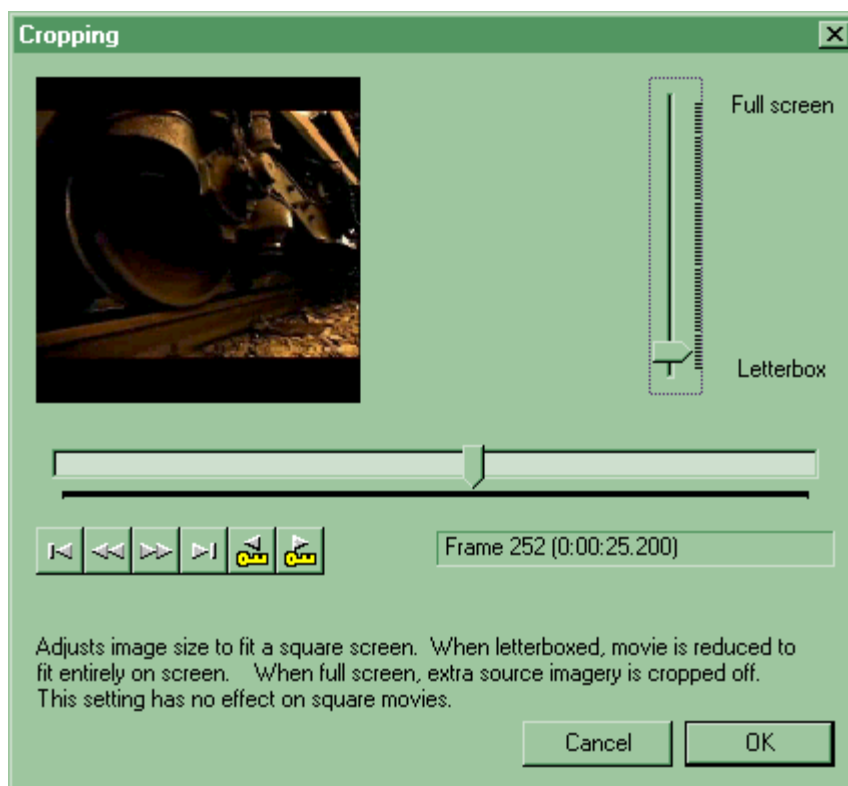 Cropping
Full screen
Letterbox
Frame 252 (0:00:25.200)
Adjusts image size to fit a square screen.  When letterboxed, movie is reduced to
fit entirely on screen.    When full screen, extra source imagery is cropped off.
This setting has no effect on square movies.
Cancel
OK